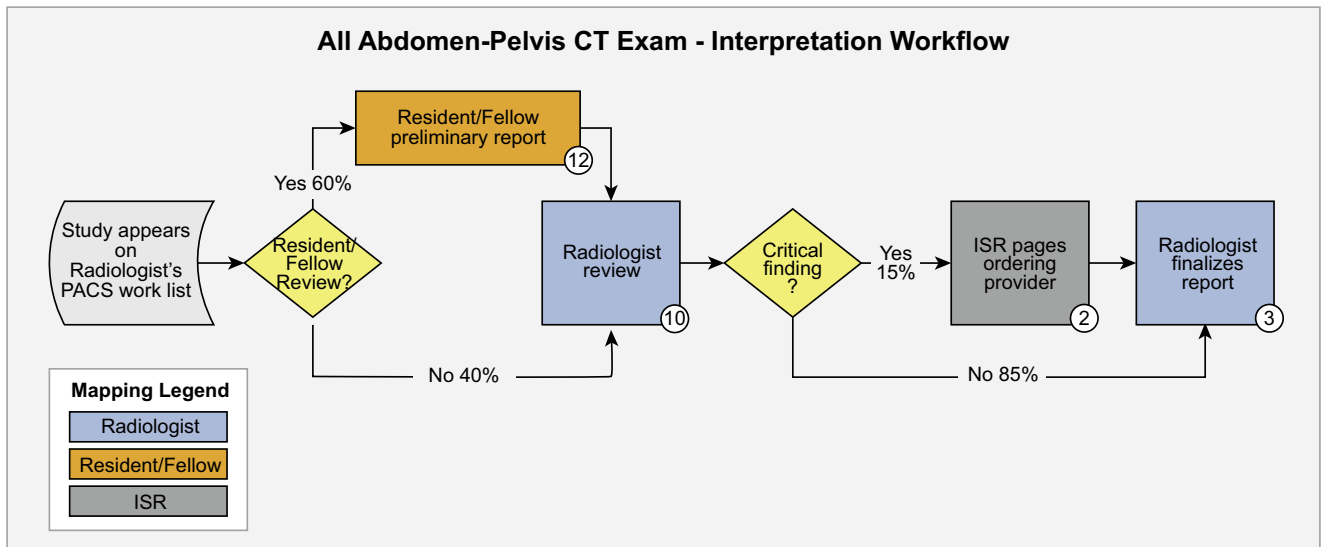 All Abdomen-Pelvis CT Exam - Interpretation Workflow
Resident/Fellow
preliminary report
12
Yes 60%
Study appears
on
Radiologist's
PACS work list
Resident/
Fellow
Review?
Radiologist
review
10
Critical
finding
?
Yes
15%
ISR pages
ordering
provider
2
Radiologist
finalizes
report
3
No 40%
No 85%
Mapping Legend
Radiologist
Resident/Fellow
ISR